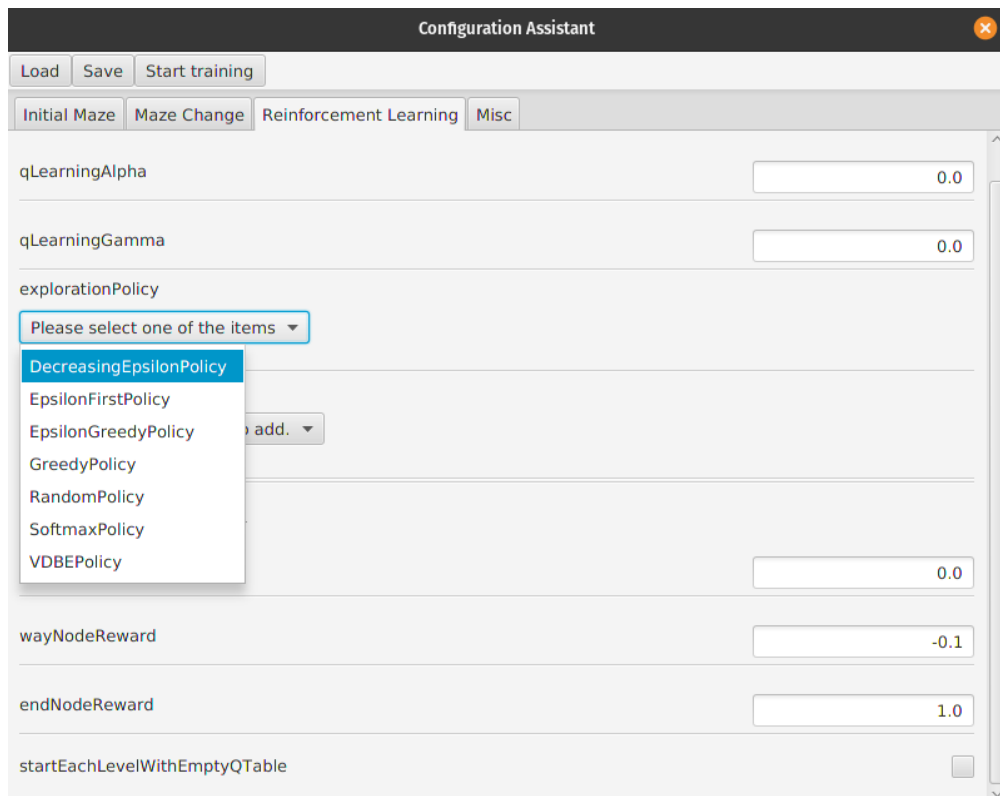 Configuration Assistant
Load Save Start training
Initial Maze Maze Change Reinforcement Learning Misc
qLearningAlpha 0.0
qLearningGamma 0.0
explorationPolicy
Please select one of the items
DecreasingEpsilonPolicy
EpsilonFirstPolicy
EpsilonGreedyPolicy add.
GreedyPolicy
RandomPolicy
SoftmaxPolicy
VDBEPolicy
0.0
wayNodeReward -0.1
endNodeReward 1.0
startEachLevelWithEmptyQTable